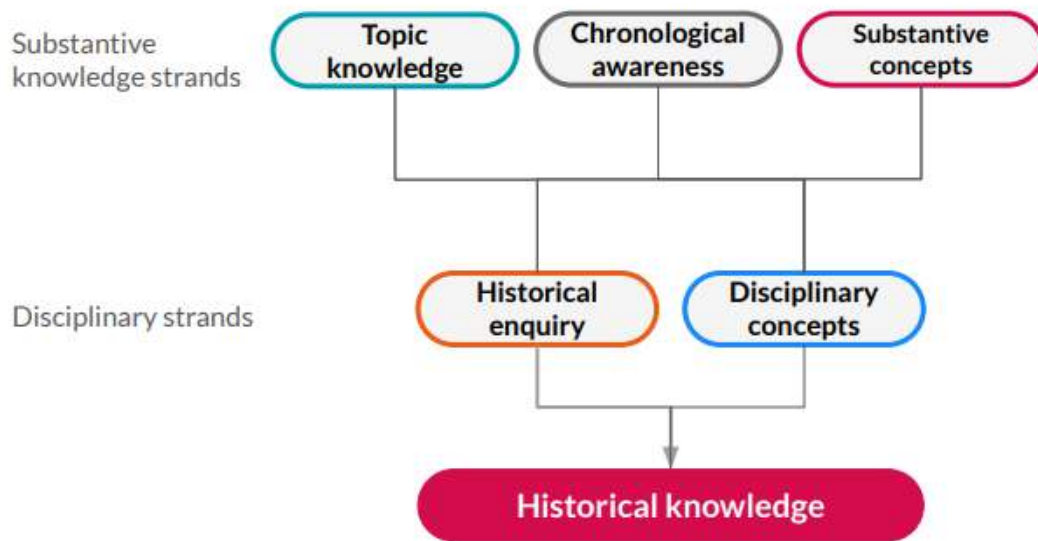 Substantive
knowledge strands
Topic
knowledge
Chronological
awareness
Substantive
concepts
Disciplinary strands
Historical
enquiry
Disciplinary
concepts
Historical knowledge